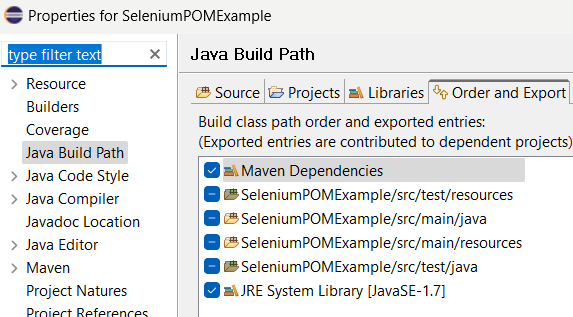 Properties for SeleniumPOMExample
type filter text
Resource
Builders
Coverage
Java Build Path
Java Code Style
Java Compiler
Javadoc Location
Java Editor
Maven
Project Natures
Project References
Java Build Path
Source
Projects
Libraries
Order and Export
Build class path order and exported entries:
(Exported entries are contributed to dependent projects)
Maven Dependencies
SeleniumPOMExample/src/test/resources
SeleniumPOMExample/src/main/java
SeleniumPOMExample/src/main/resources
SeleniumPOMExample/src/test/java
JRE System Library [JavaSE-1.7]